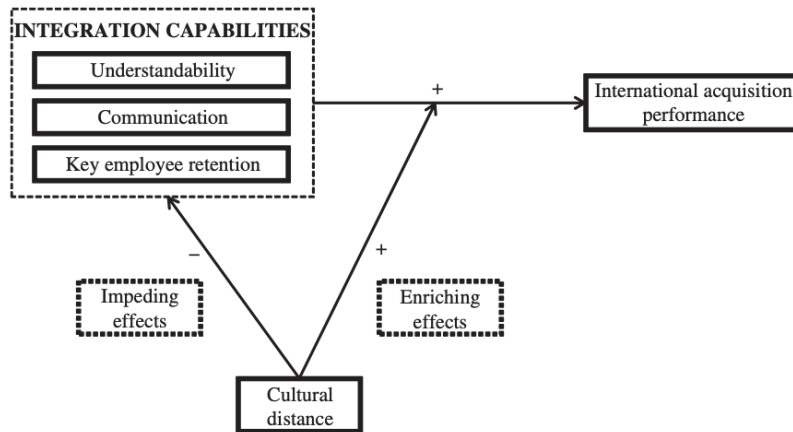 INTEGRATION CAPABILITIES
Understandability
Communication
Key employee retention
+
International acquisition
performance
−
+
Impeding
effects
Enriching
effects
Cultural
distance